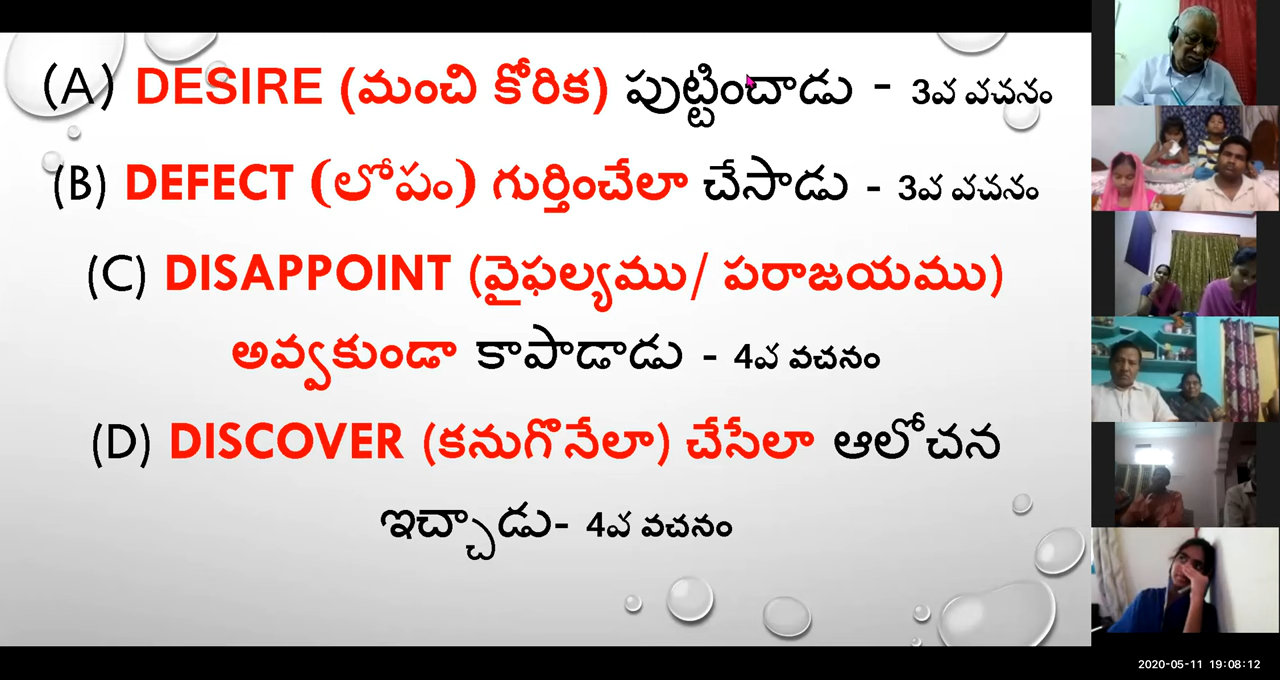 (A) DESIRE (మంచి కోరిక) పుట్టించాడు - 3వ వచనం
(B) DEFECT (లోపం) గుర్తించేలా చేసాడు - 3వ వచనం
(C) DISAPPOINT (వైఫల్యము/ పరాజయము)
అవ్వకుండా కాపాడాడు - 4వ వచనం
(D) DISCOVER (కనుగొనేలా) చేసేలా ఆలోచన
ఇచ్చాడు- 4వ వచనం
2020-05-11 19:08:12